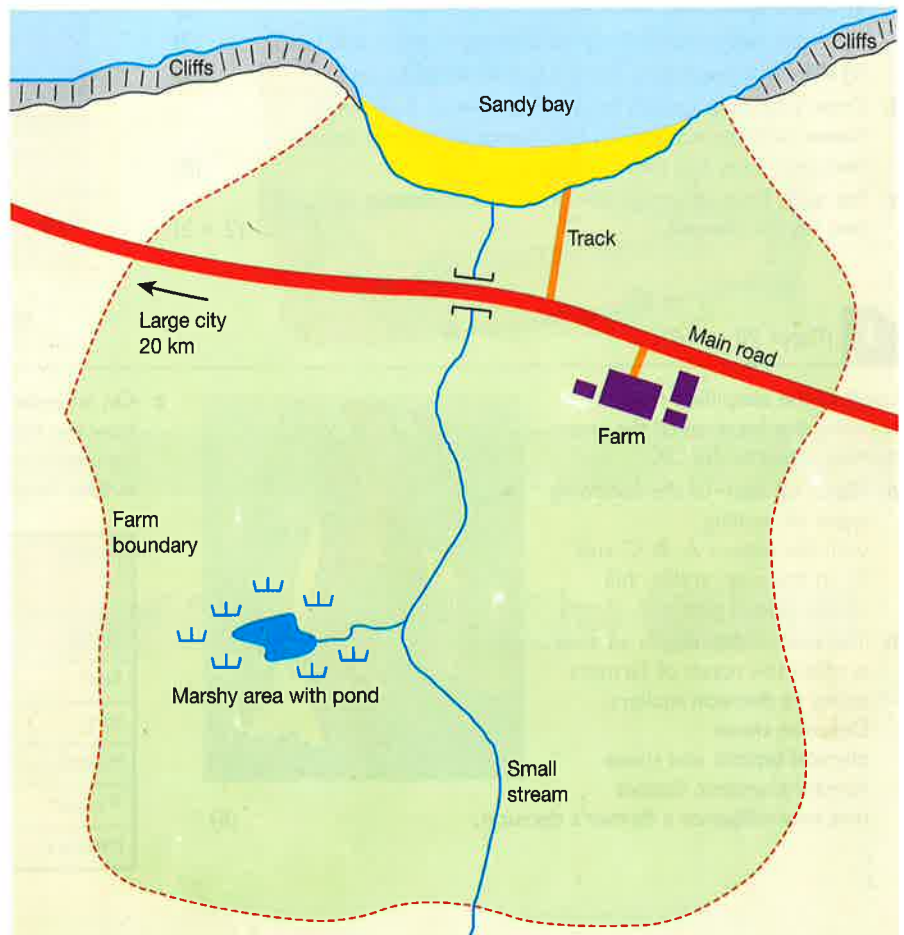 Cliffs
Cliffs
Sandy bay
Track
Large city
20 km
Main road
Farm
Farm
boundary
Marshy area with pond
Small
stream